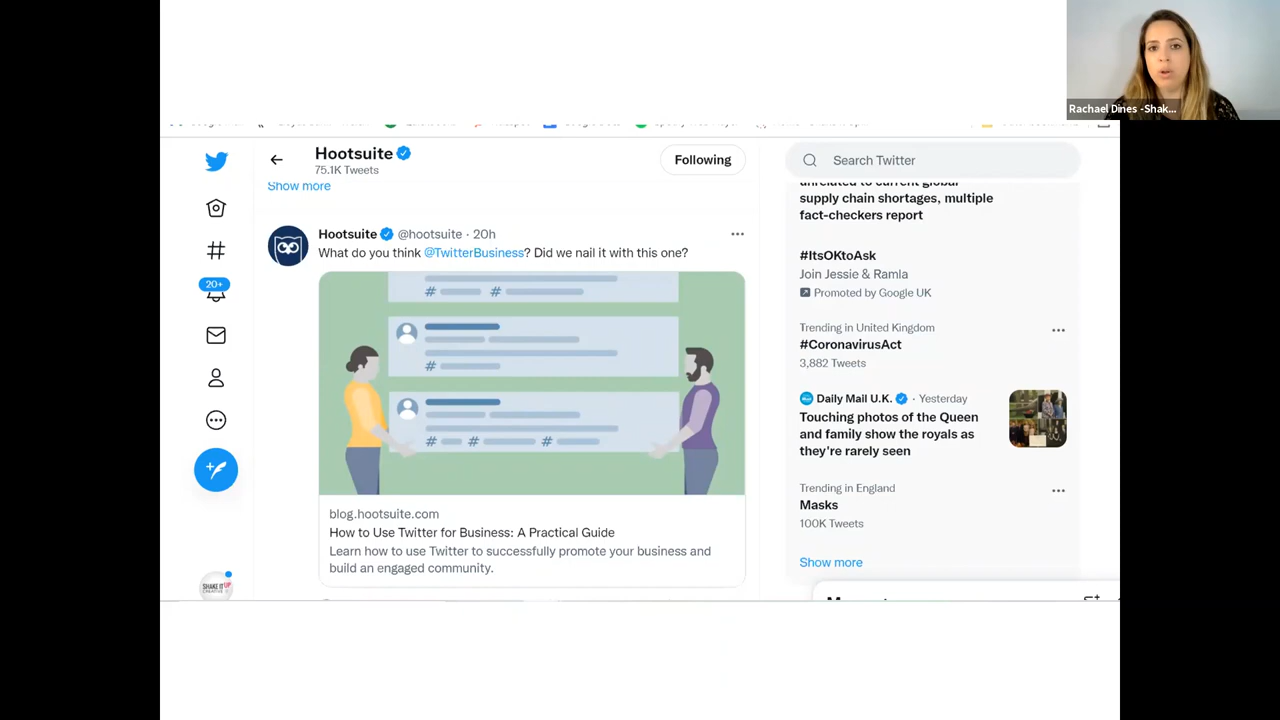 Rachael Dines -Shak...
Hootsuite
75.1K Tweets
Following
Search Twitter
Show more
20+
Hootsuite @hootsuite · 20h
What do you think @TwitterBusiness? Did we nail it with this one?
# #
#
# # #
blog.hootsuite.com
How to Use Twitter for Business: A Practical Guide
Learn how to use Twitter to successfully promote your business and
build an engaged community.
SHAKE IT UP
CREATIVE
unrelated to current global
supply chain shortages, multiple
fact-checkers report
#ItsOKtoAsk
Join Jessie & Ramla
Promoted by Google UK
Trending in United Kingdom
#CoronavirusAct
3,882 Tweets
Daily Mail U.K. · Yesterday
Touching photos of the Queen
and family show the royals as
they're rarely seen
Trending in England
Masks
100K Tweets
Show more